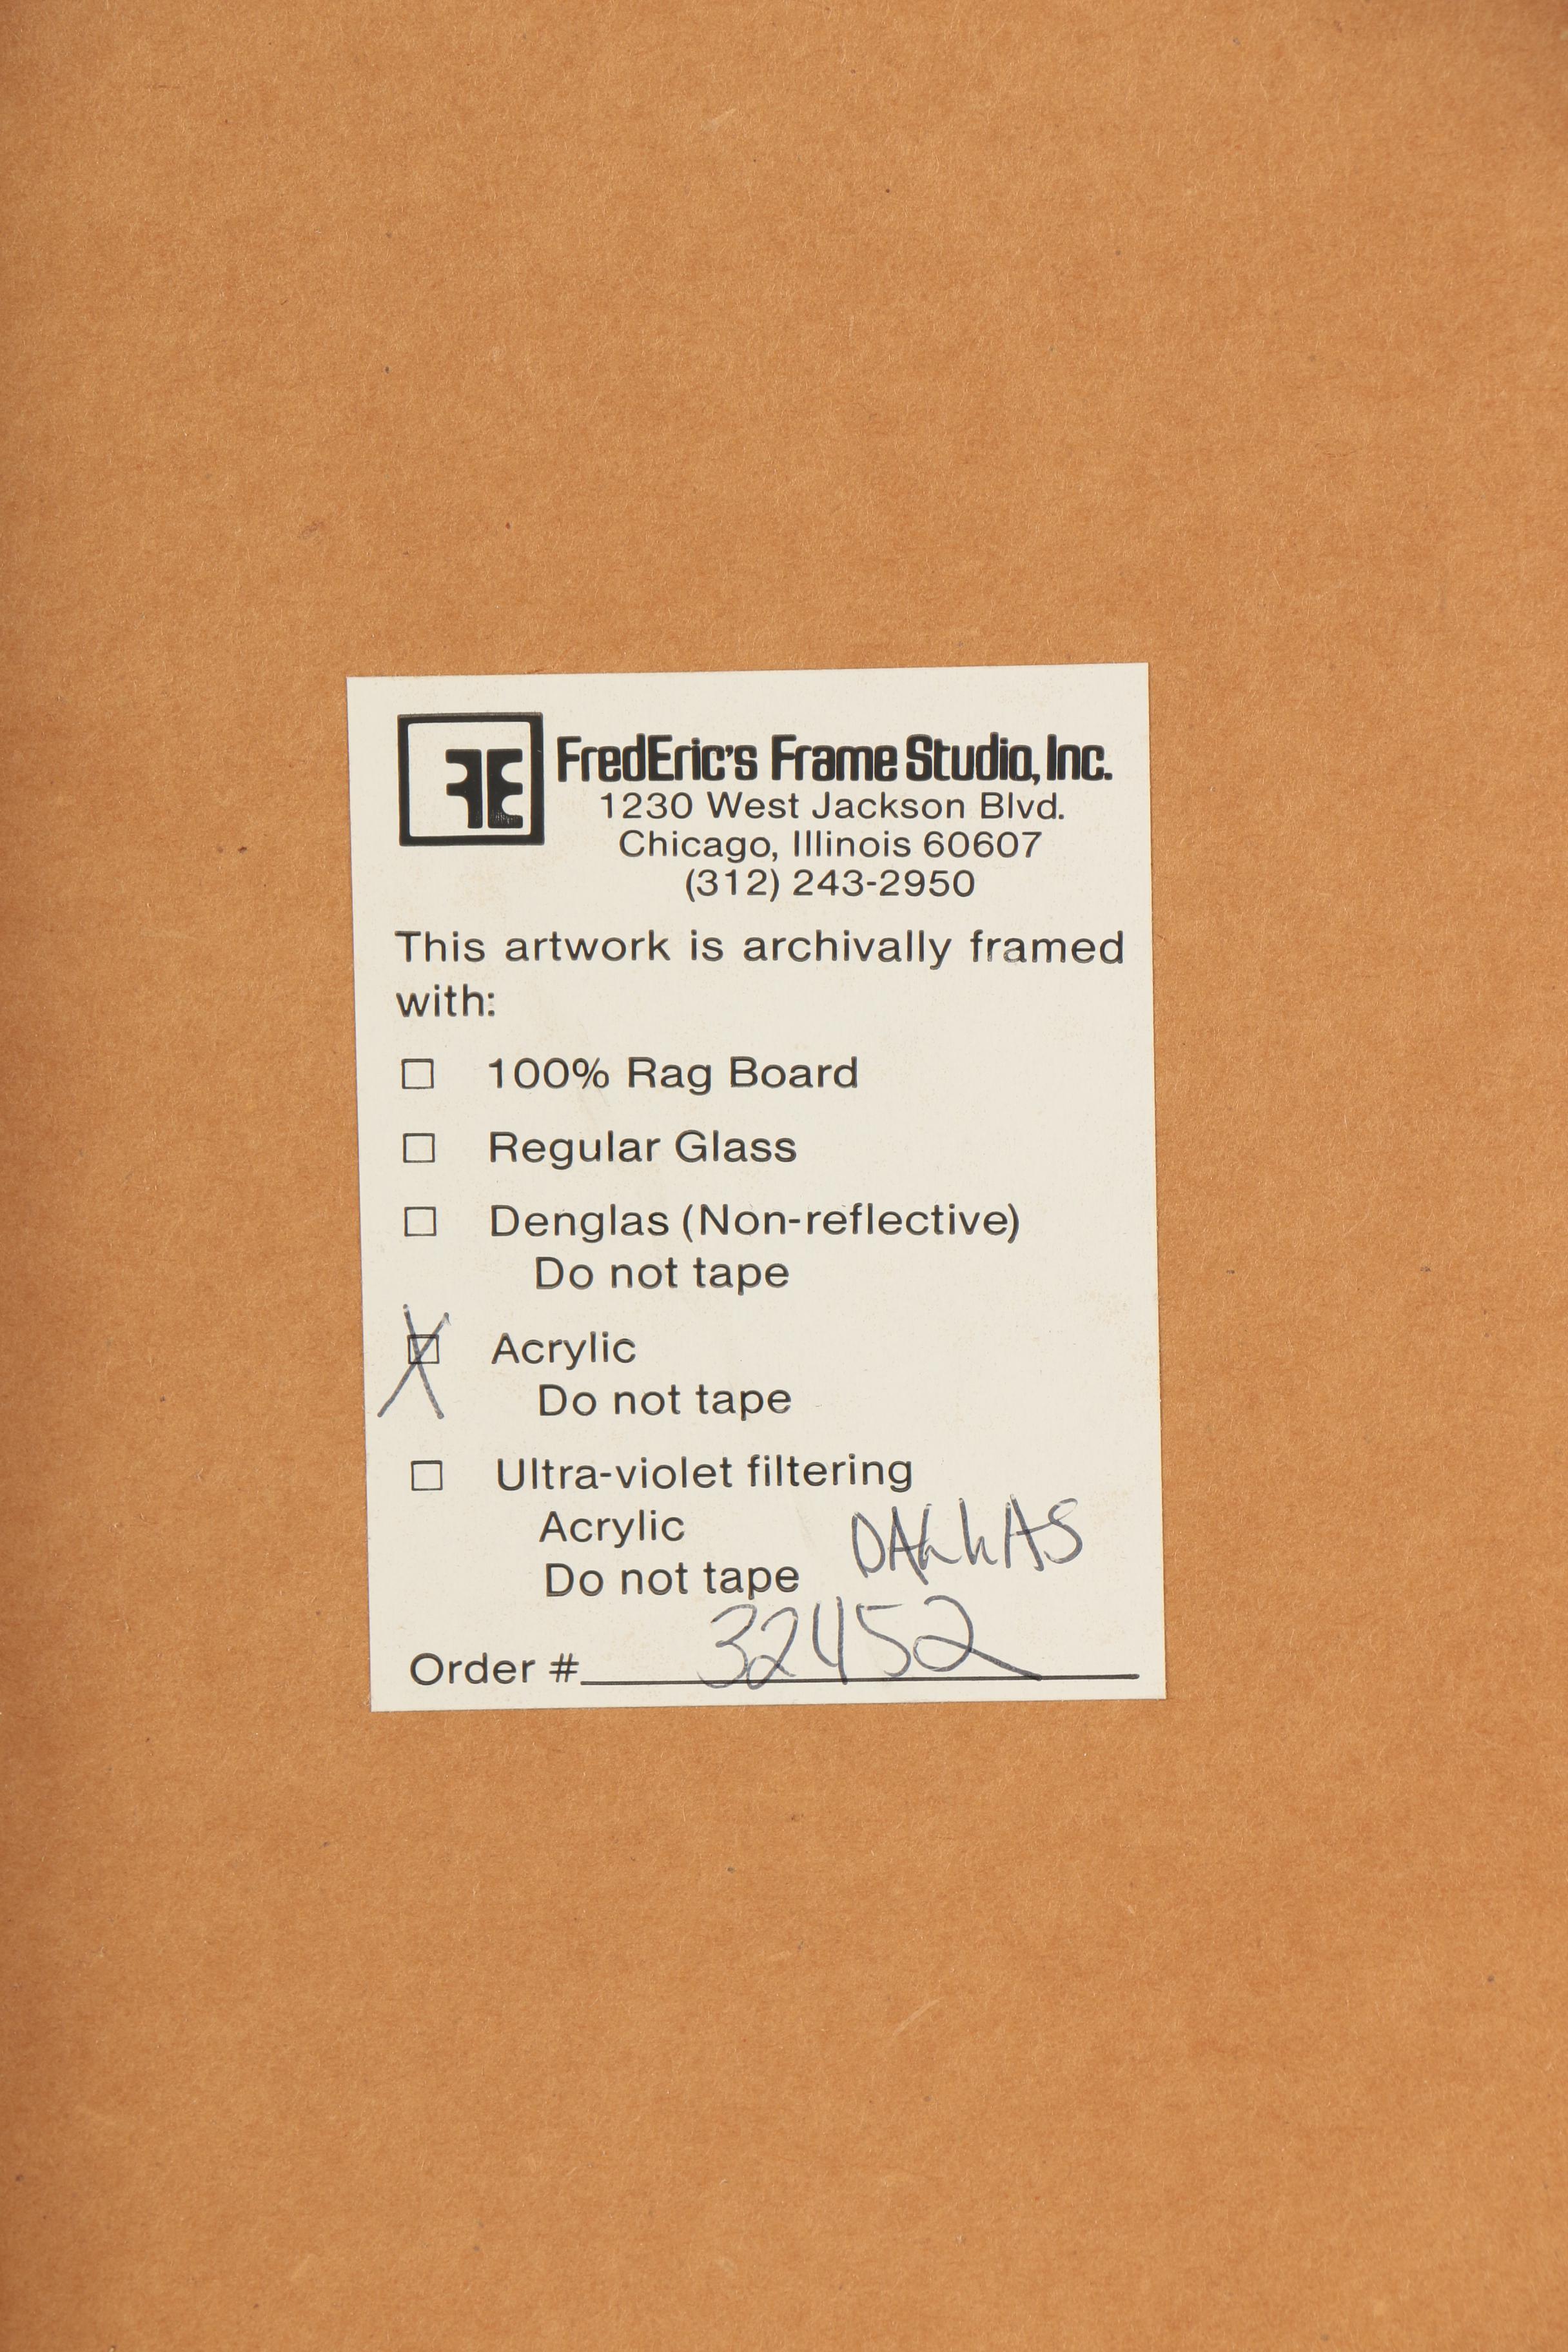 FE
FredEric's Frame Studio, Inc.
1230 West Jackson Blvd.
Chicago, Illinois 60607
(312) 243-2950
This artwork is archivally framed
with:
☐ 100% Rag Board
☐ Regular Glass
☐ Denglas (Non-reflective)
Do not tape
☒ Acrylic
Do not tape
☐ Ultra-violet filtering
Acrylic
Do not tape DALLAS
Order # 32452